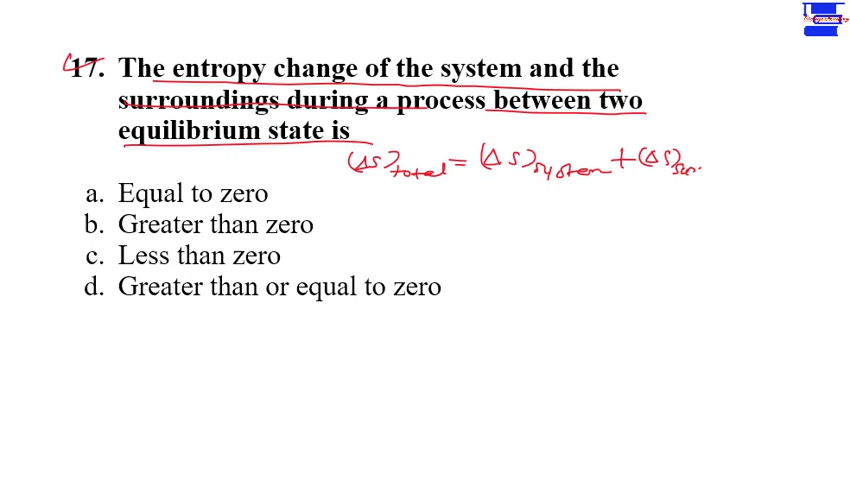 17. The entropy change of the system and the
surroundings during a process between two
equilibrium state is
(ΔS)total = (ΔS)system + (ΔS)sur.
a. Equal to zero
b. Greater than zero
c. Less than zero
d. Greater than or equal to zero